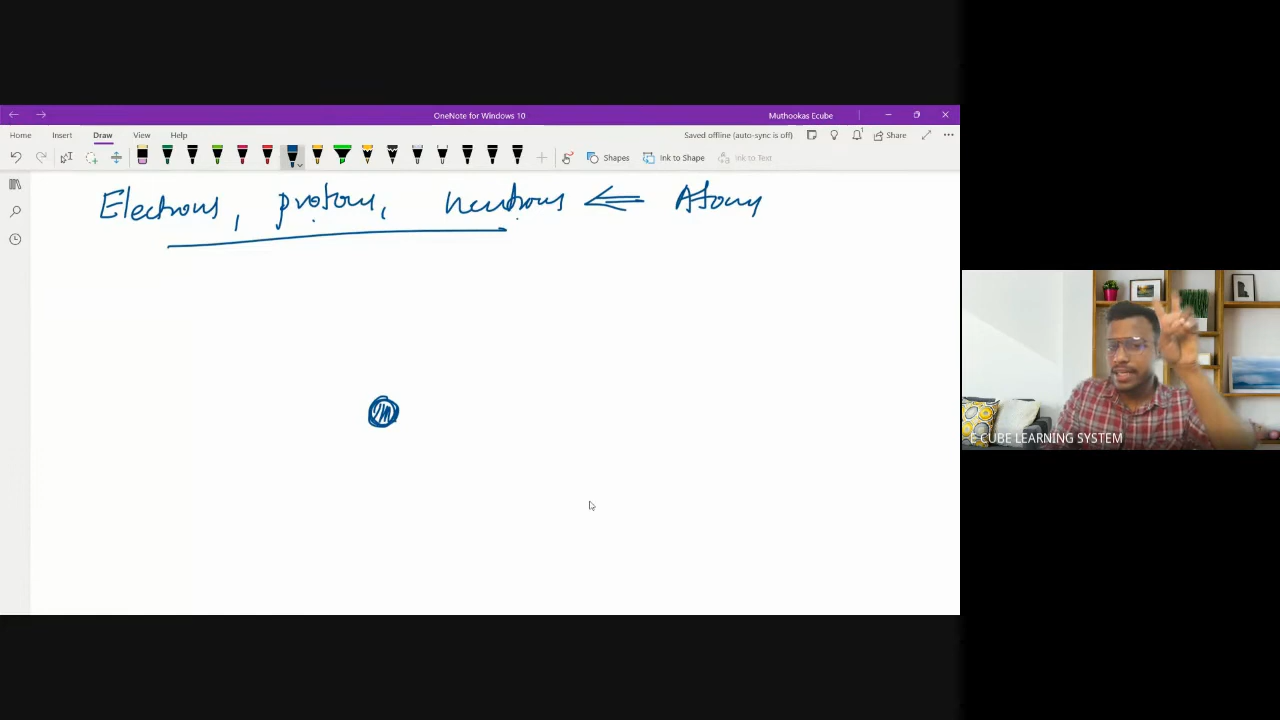 OneNote for Windows 10
Muthookas Ecube
Home Insert Draw View Help
Saved offline (auto-sync is off)
Share
Shapes
Ink to Shape
Ink to Text
Electrons, protons, neutrons ⇐ Atoms
E CUBE LEARNING SYSTEM